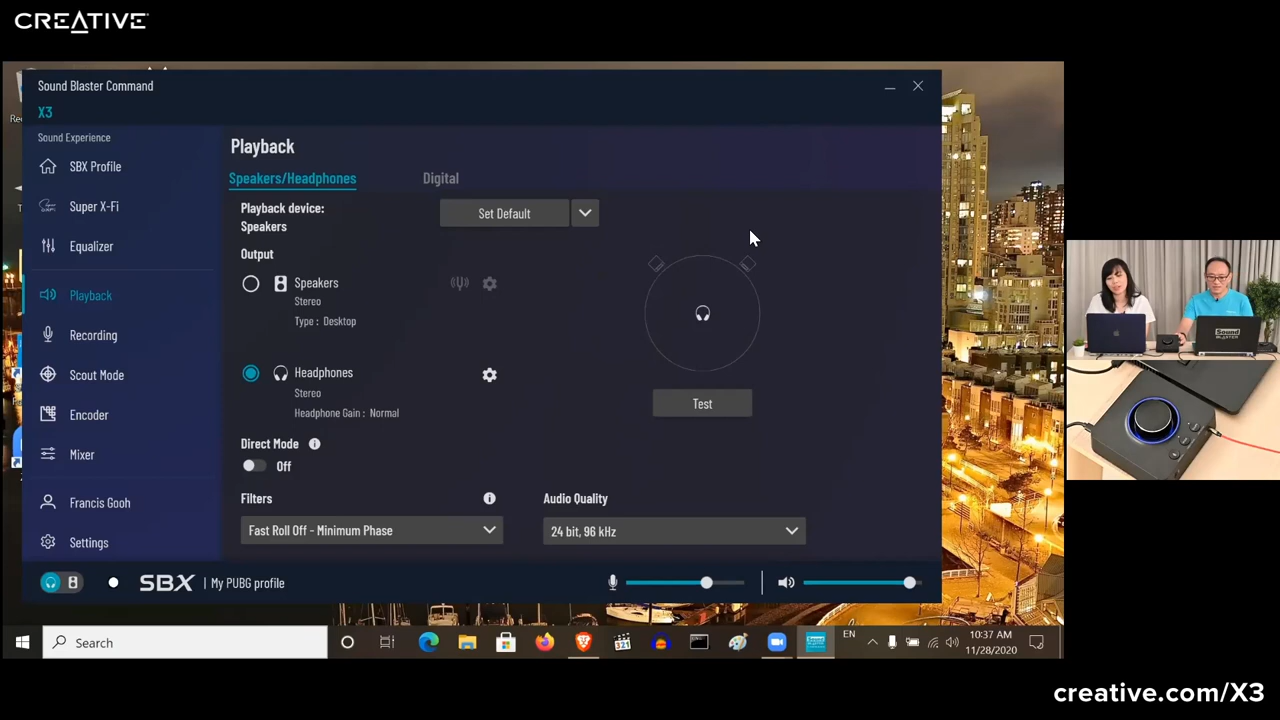 CREATIVE
Sound Blaster Command
X3
Sound Experience
SBX Profile
Super X-Fi
Equalizer
Playback
Recording
Scout Mode
Encoder
Mixer
Francis Gooh
Settings
Playback
Speakers/Headphones
Digital
Playback device:
Speakers
Set Default
Output
Speakers
Stereo
Type : Desktop
Headphones
Stereo
Headphone Gain : Normal
Test
Direct Mode
Off
Filters
Fast Roll Off - Minimum Phase
Audio Quality
24 bit, 96 kHz
SBX | My PUBG profile
Search
EN
10:37 AM
11/28/2020
Sound
BLASTER
creative.com/X3